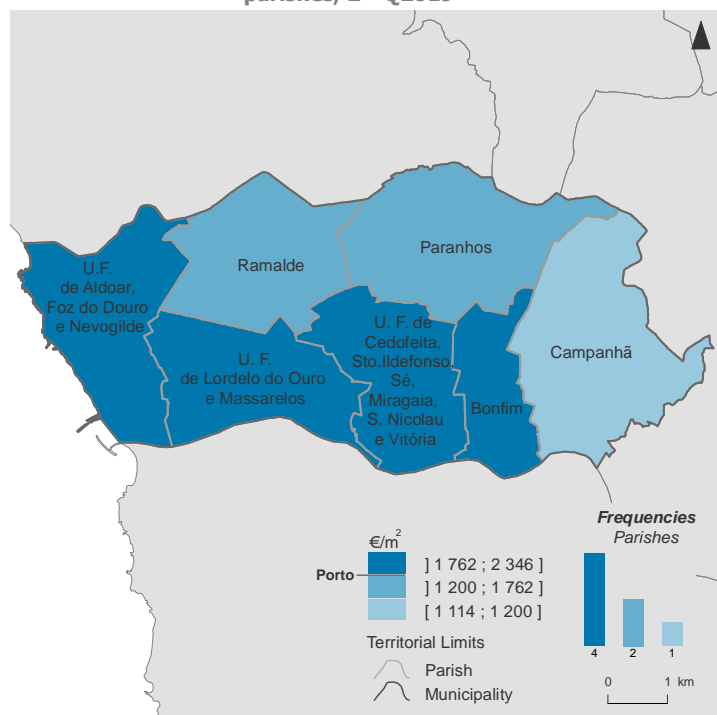 U.F.
de Aldoar,
Foz do Douro
e Nevogilde
Ramalde
Paranhos
U. F.
de Lordelo do Ouro
e Massarelos
U. F. de
Cedofeita,
Sto.Ildefonso
Sé,
Miragaia,
S. Nicolau
e Vitória
Bonfim
Campanhã
€/m²
Porto
] 1 762 ; 2 346 ]
] 1 200 ; 1 762 ]
[ 1 114 ; 1 200 ]
Territorial Limits
Parish
Municipality
Frequencies
Parishes
4 2 1
0 1 km